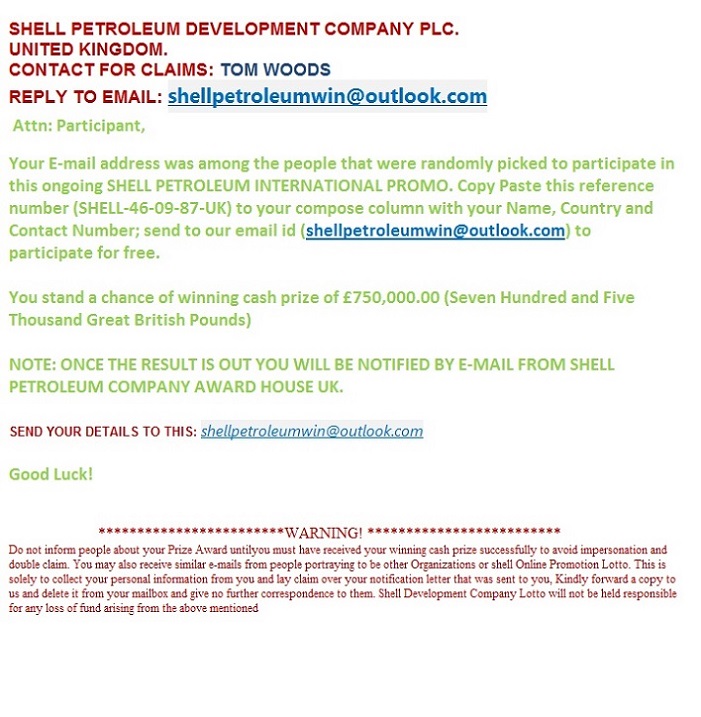 SHELL PETROLEUM DEVELOPMENT COMPANY PLC.
UNITED KINGDOM.
CONTACT FOR CLAIMS: TOM WOODS
REPLY TO EMAIL: shellpetroleumwin@outlook.com
Attn: Participant,
Your E-mail address was among the people that were randomly picked to participate in
this ongoing SHELL PETROLEUM INTERNATIONAL PROMO. Copy Paste this reference
number (SHELL-46-09-87-UK) to your compose column with your Name, Country and
Contact Number; send to our email id (shellpetroleumwin@outlook.com) to
participate for free.
You stand a chance of winning cash prize of £750,000.00 (Seven Hundred and Five
Thousand Great British Pounds)
NOTE: ONCE THE RESULT IS OUT YOU WILL BE NOTIFIED BY E-MAIL FROM SHELL
PETROLEUM COMPANY AWARD HOUSE UK.
SEND YOUR DETAILS TO THIS: shellpetroleumwin@outlook.com
Good Luck!
************************WARNING! *************************
Do not inform people about your Prize Award untilyou must have received your winning cash prize successfully to avoid impersonation and
double claim. You may also receive similar e-mails from people portraying to be other Organizations or shell Online Promotion Lotto. This is
solely to collect your personal information from you and lay claim over your notification letter that was sent to you, Kindly forward a copy to
us and delete it from your mailbox and give no further correspondence to them. Shell Development Company Lotto will not be held responsible
for any loss of fund arising from the above mentioned